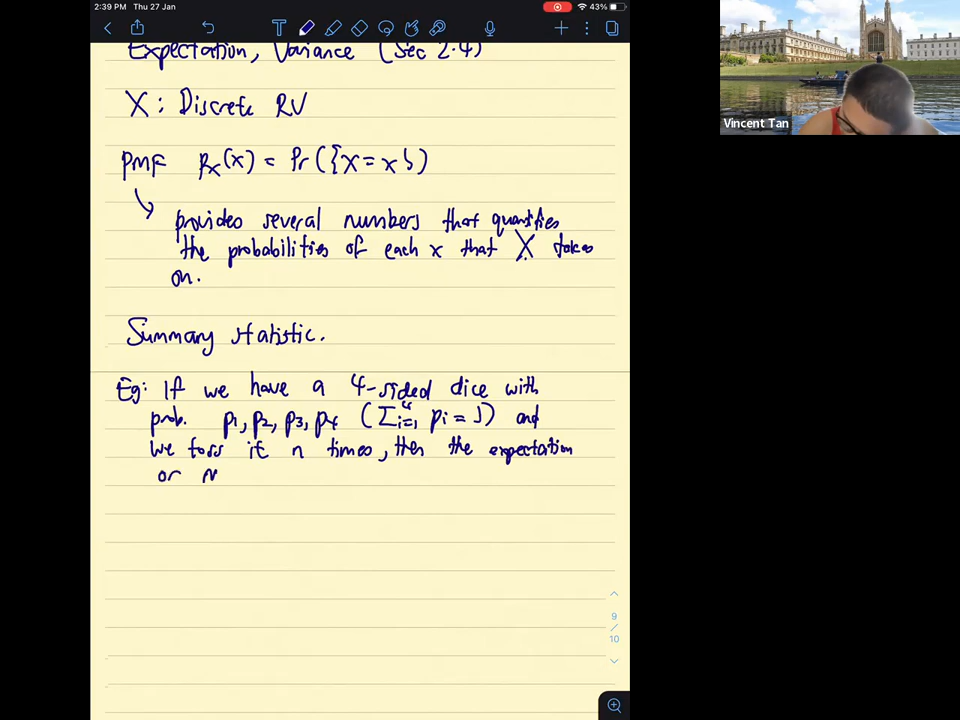 2:39 PM Thu 27 Jan
43%
Expectation, Variance (Sec 2.4)
X : Discrete RV
PMF pₓ(x) = Pr({X = x})
provides several numbers that quantifies
the probabilities of each x that X takes
on.
Summary statistic.
Eg: If we have a 4-sided dice with
prob. p1, p2, p3, p4 (Σ⁴ᵢ₌₁ pi = 1) and
we toss it n times, then the expectation
or
9
/
10
Vincent Tan